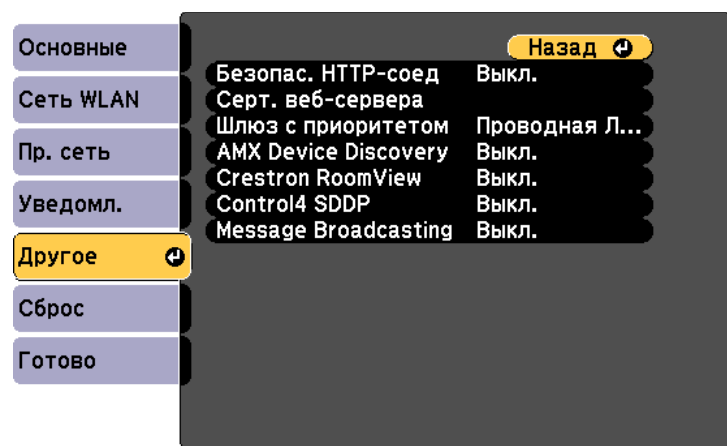 Основные
Сеть WLAN
Пр. сеть
Уведомл.
Другое
Сброс
Готово
Назад
Безопас. HTTP-соед Выкл.
Серт. веб-сервера
Шлюз с приоритетом Проводная Л...
AMX Device Discovery Выкл.
Crestron RoomView Выкл.
Control4 SDDP Выкл.
Message Broadcasting Выкл.